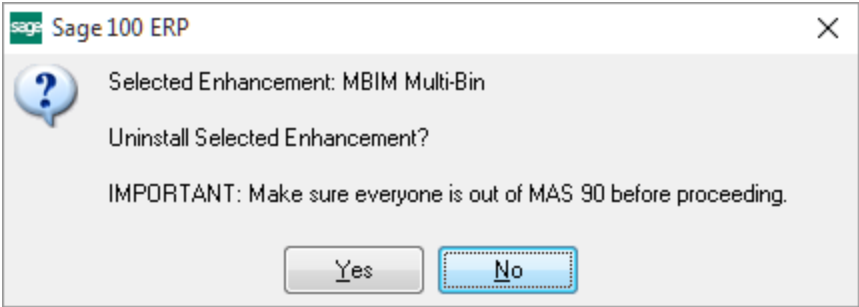 sage Sage 100 ERP
Selected Enhancement: MBIM Multi-Bin
Uninstall Selected Enhancement?
IMPORTANT: Make sure everyone is out of MAS 90 before proceeding.
Yes No